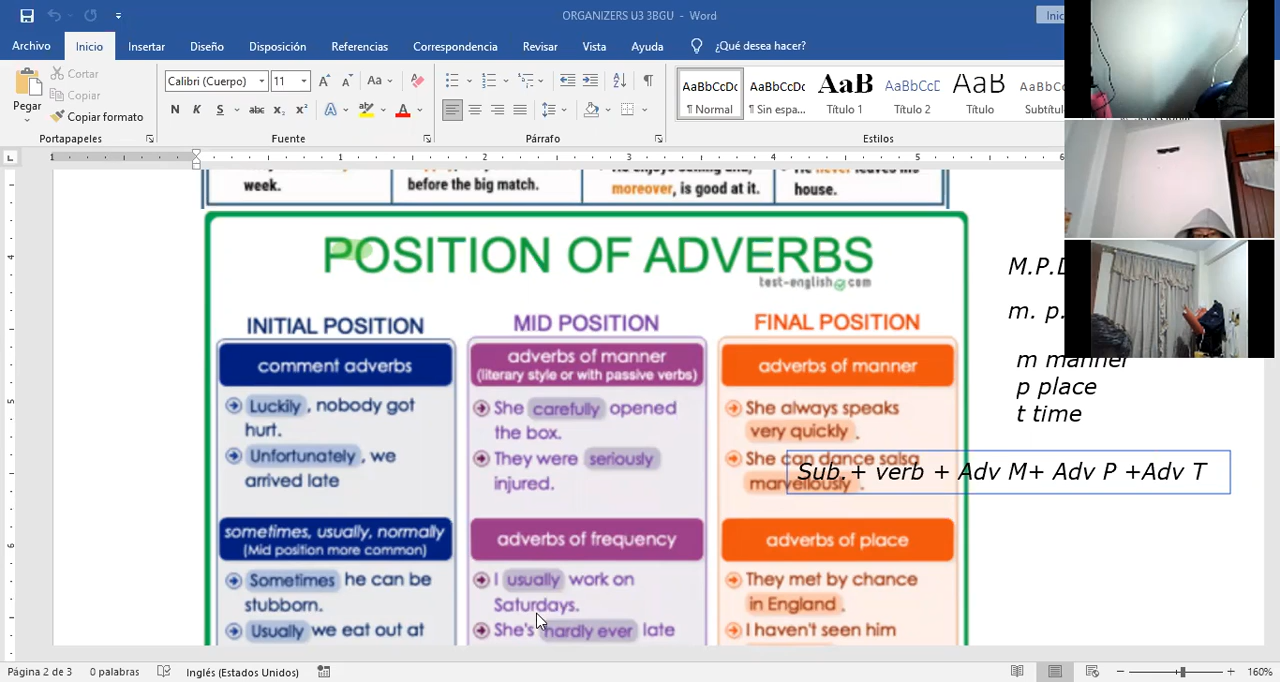 ORGANIZERS U3 3BGU - Word
Archivo Inicio Insertar Diseño Disposición Referencias Correspondencia Revisar Vista Ayuda ¿Qué desea hacer?
Pegar
Cortar
Copiar
Copiar formato
Portapapeles
Calibri (Cuerpo) 11
Fuente
Párrafo
AaBbCcDc AaBbCcDc AaB AaBbCcD AaB
¶ Normal ¶ Sin espa... Título 1 Título 2 Título
Estilos
week.
before the big match.
moreover, is good at it.
house.
POSITION OF ADVERBS
test-english.com
INITIAL POSITION
comment adverbs
Luckily, nobody got
hurt.
Unfortunately, we
arrived late
sometimes, usually, normally
(Mid position more common)
Sometimes he can be
stubborn.
Usually we eat out at
MID POSITION
adverbs of manner
(literary style or with passive verbs)
She carefully opened
the box.
They were seriously
injured.
adverbs of frequency
I usually work on
Saturdays.
She's hardly ever late
FINAL POSITION
adverbs of manner
She always speaks
very quickly.
She can dance salsa
marvellously.
adverbs of place
They met by chance
in England.
I haven't seen him
m. p.
m manner
p place
t time
Sub.+ verb + Adv M+ Adv P +Adv T
Página 2 de 3 0 palabras Inglés (Estados Unidos) 160%